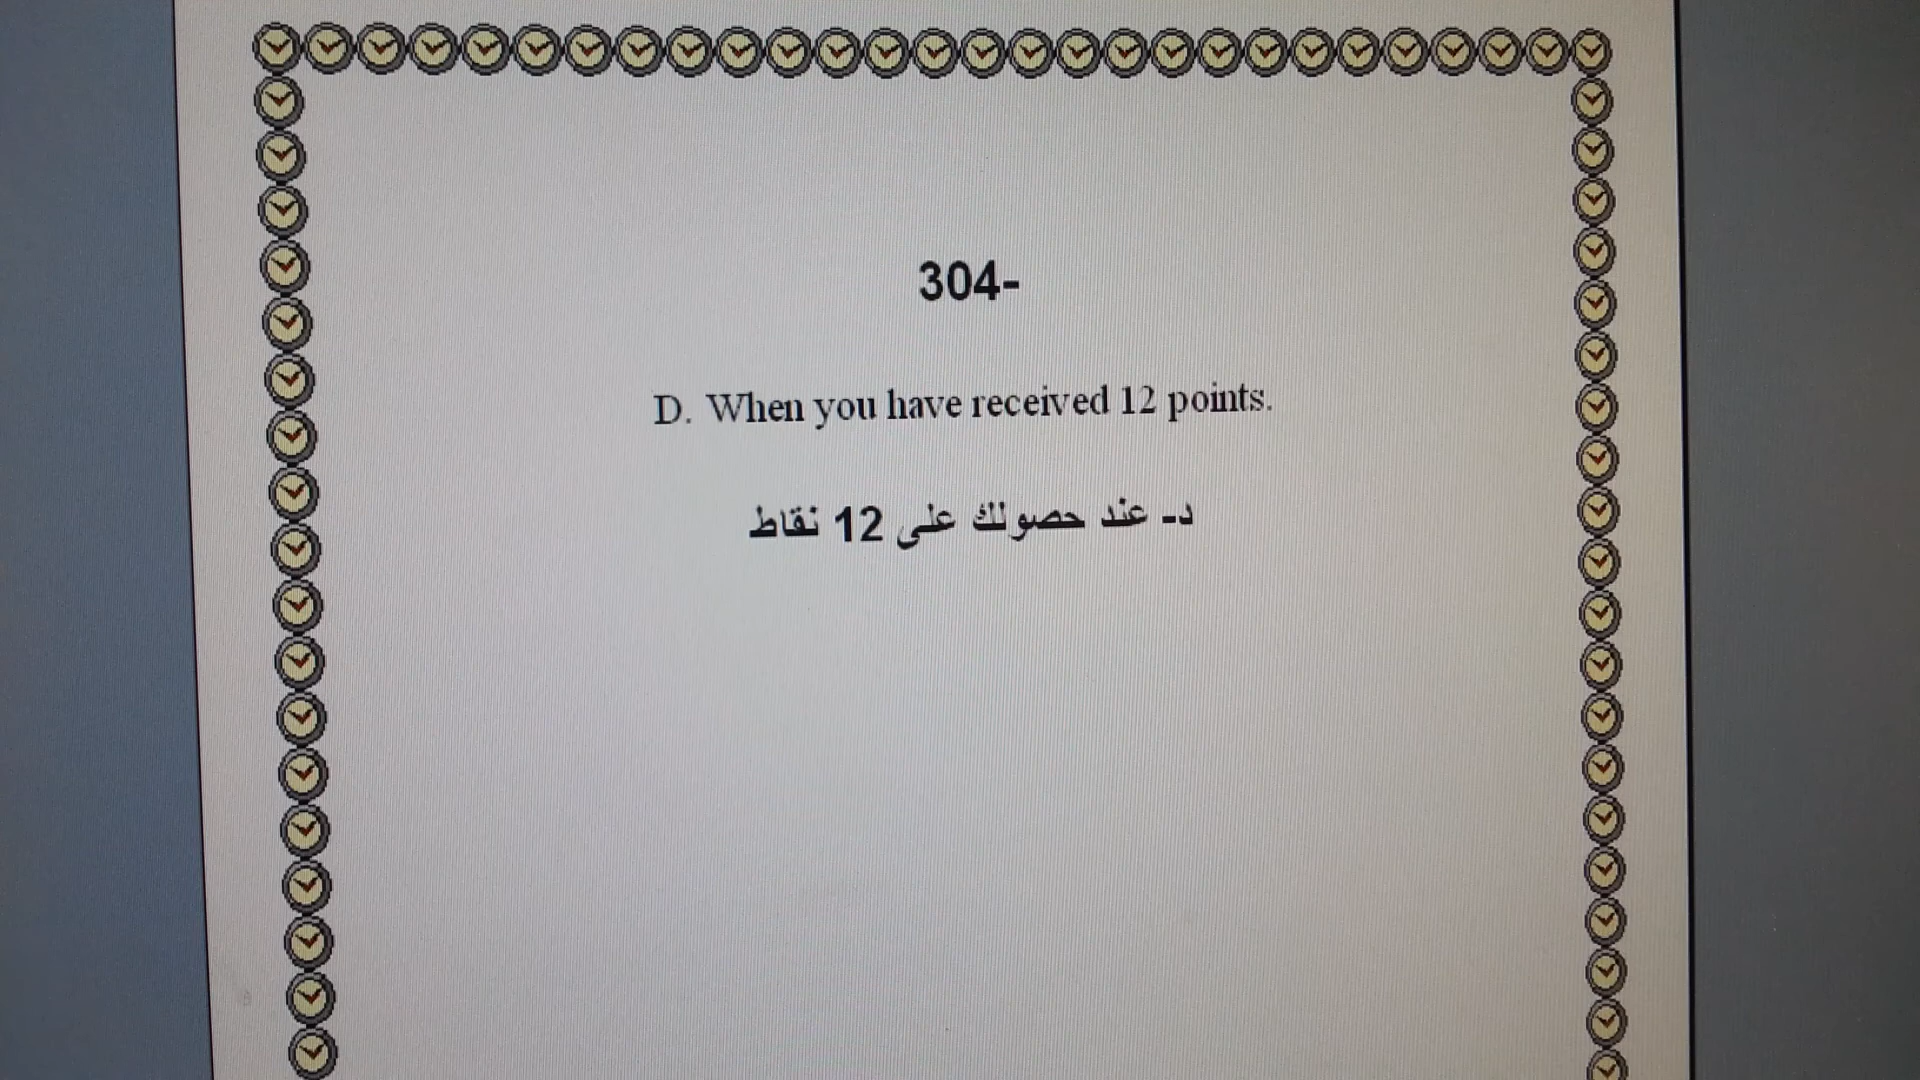 304-
D. When you have received 12 points.
د- عند حصولك على 12 نقاط